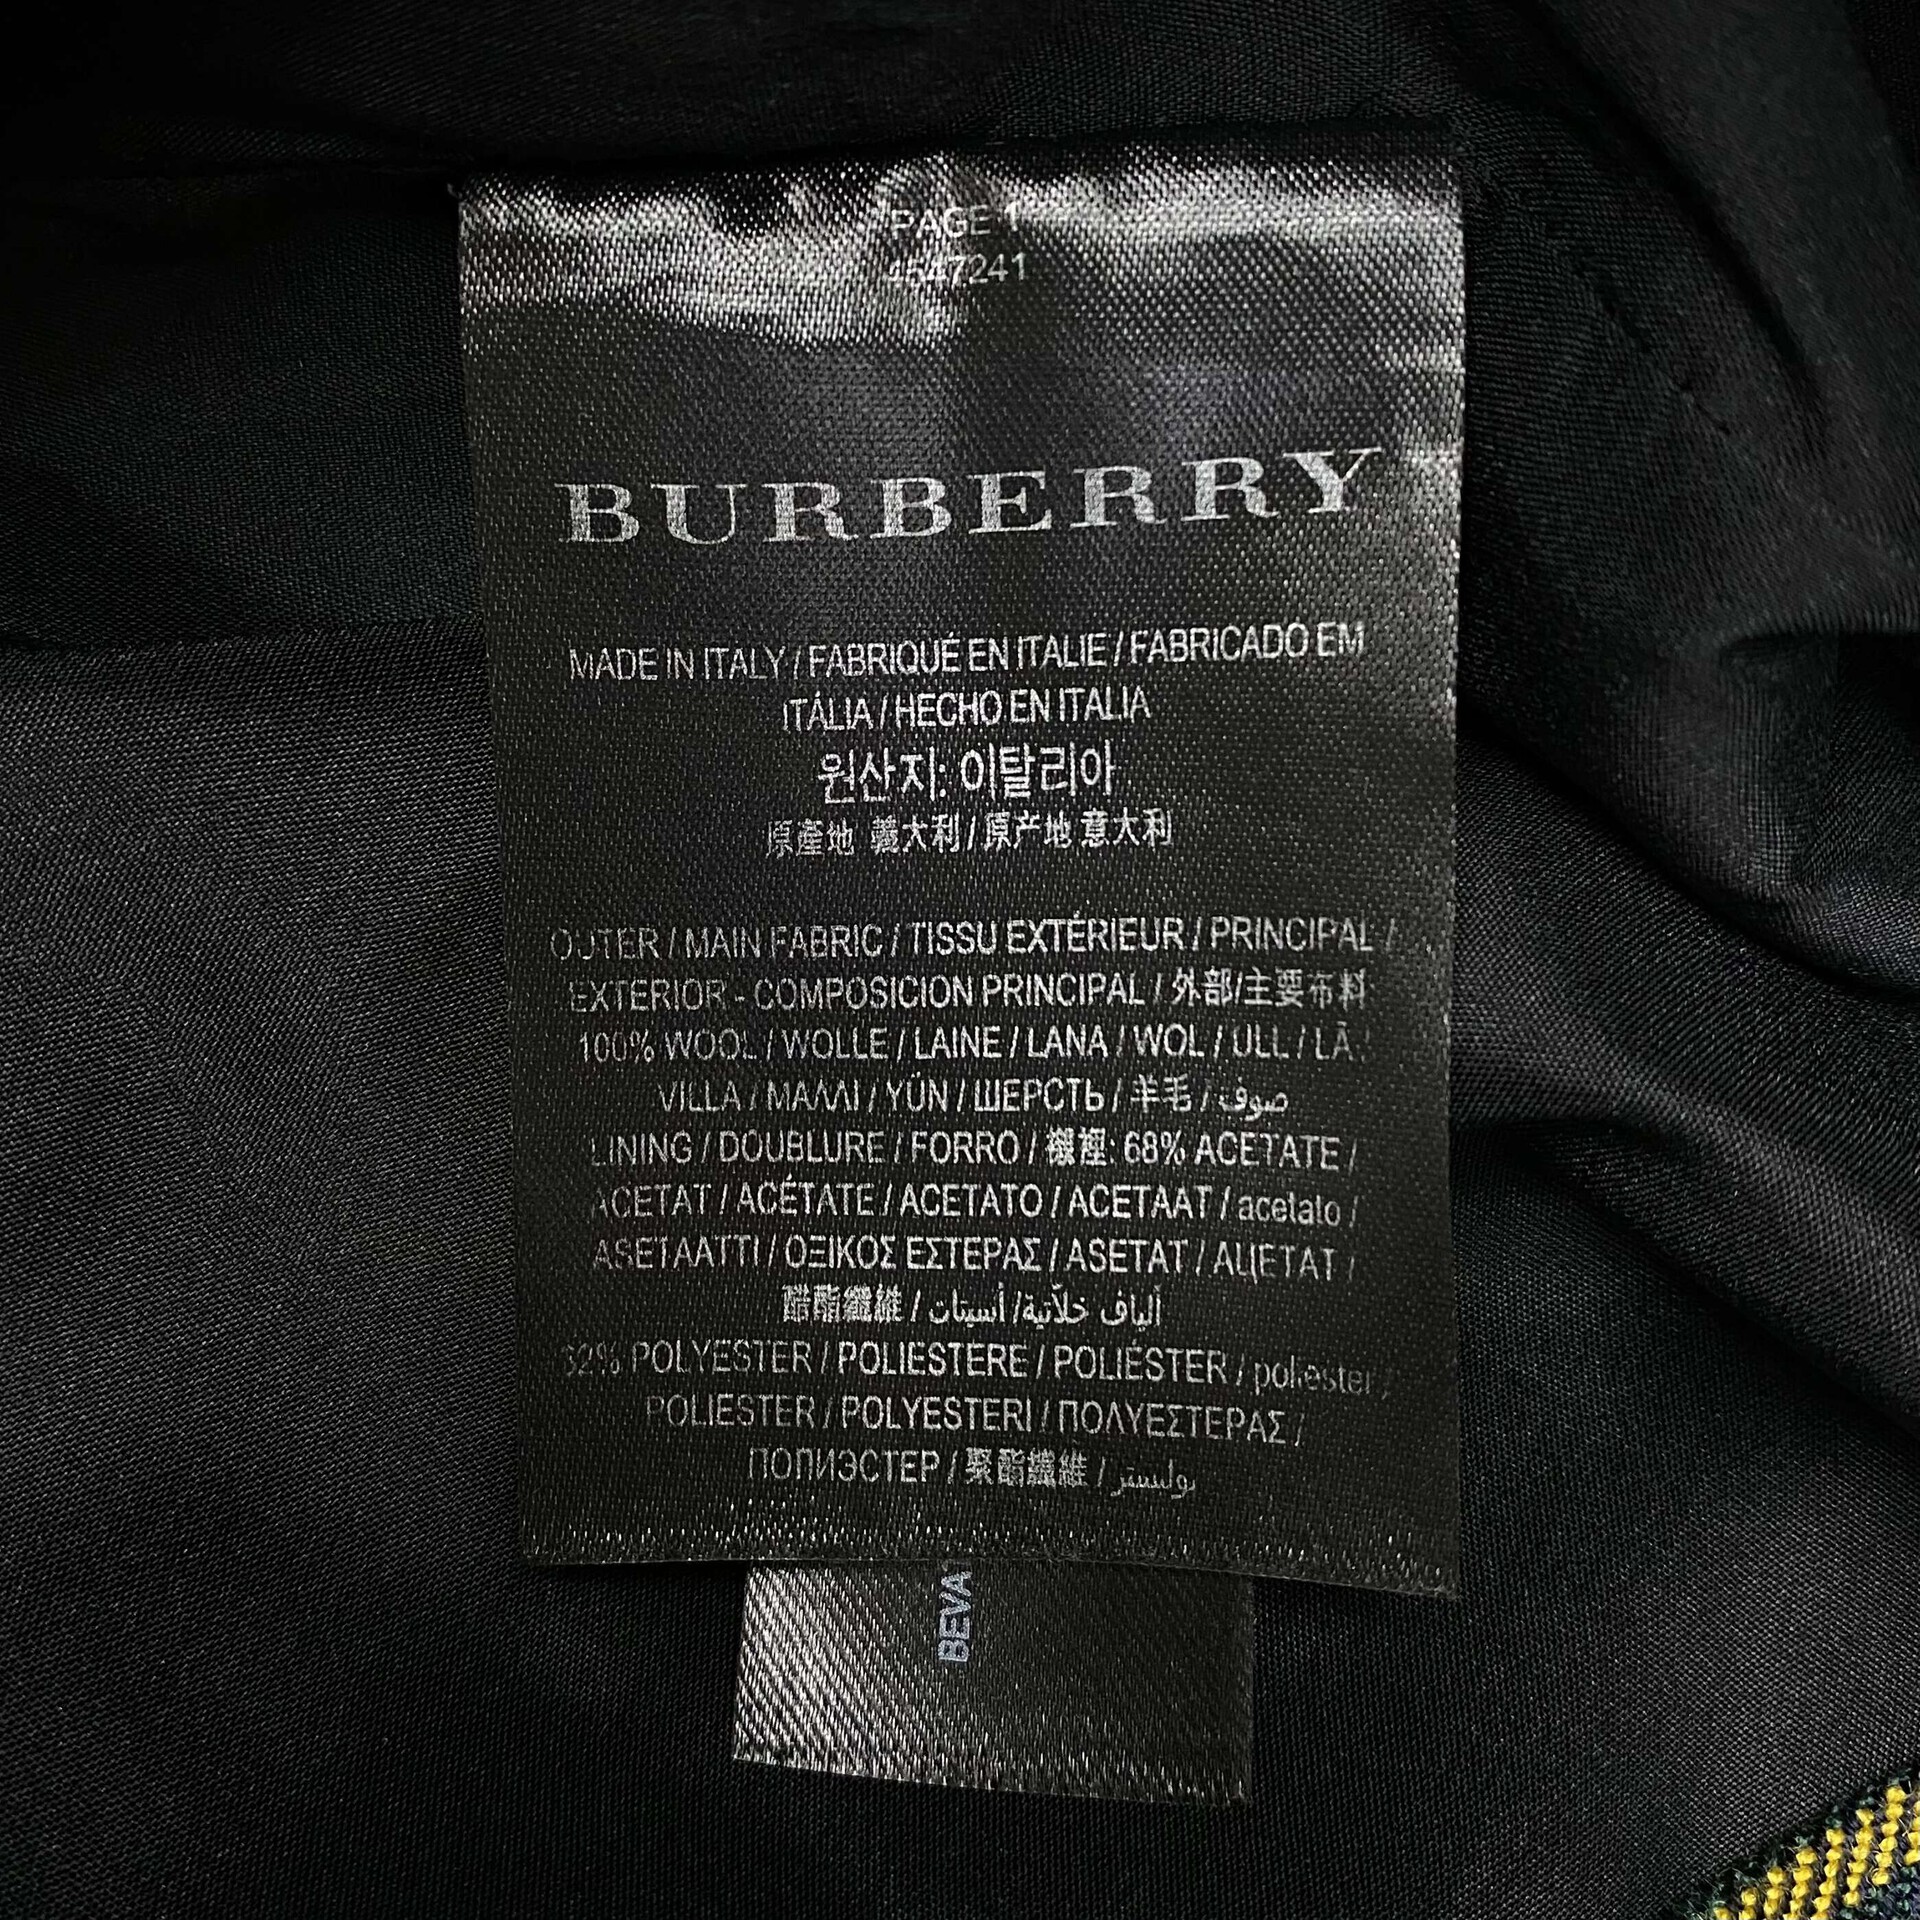 PAGE 1
4547241
BURBERRY
MADE IN ITALY / FABRIQUÉ EN ITALIE / FABRICADO EM
ITÁLIA / HECHO EN ITALIA
원산지: 이탈리아
原產地 義大利 / 原产地 意大利
OUTER / MAIN FABRIC / TISSU EXTÉRIEUR / PRINCIPAL /
EXTERIOR - COMPOSICION PRINCIPAL / 外部/主要布料
100% WOOL / WOLLE / LAINE / LANA / WOL / ULL / LÃ /
VILLA / ΜΑΛΛΙ / YÜN / ШЕРСТЬ / 羊毛 / صوف
LINING / DOUBLURE / FORRO / 襯裡: 68% ACETATE /
ACETAT / ACÉTATE / ACETATO / ACETAAT / acetato /
ASETAATTI / ΟΞΙΚΟΣ ΕΣΤΕΡΑΣ / ASETAT / АЦЕТАТ /
醋酯纖維 / ألياف خلّاتية/ أسيتات
32% POLYESTER / POLIESTERE / POLIÉSTER / poliester /
POLIESTER / POLYESTERI / ΠΟΛΥΕΣΤΕΡΑΣ /
ПОЛИЭСТЕР / 聚酯纖維 / بوليستر
BEVA